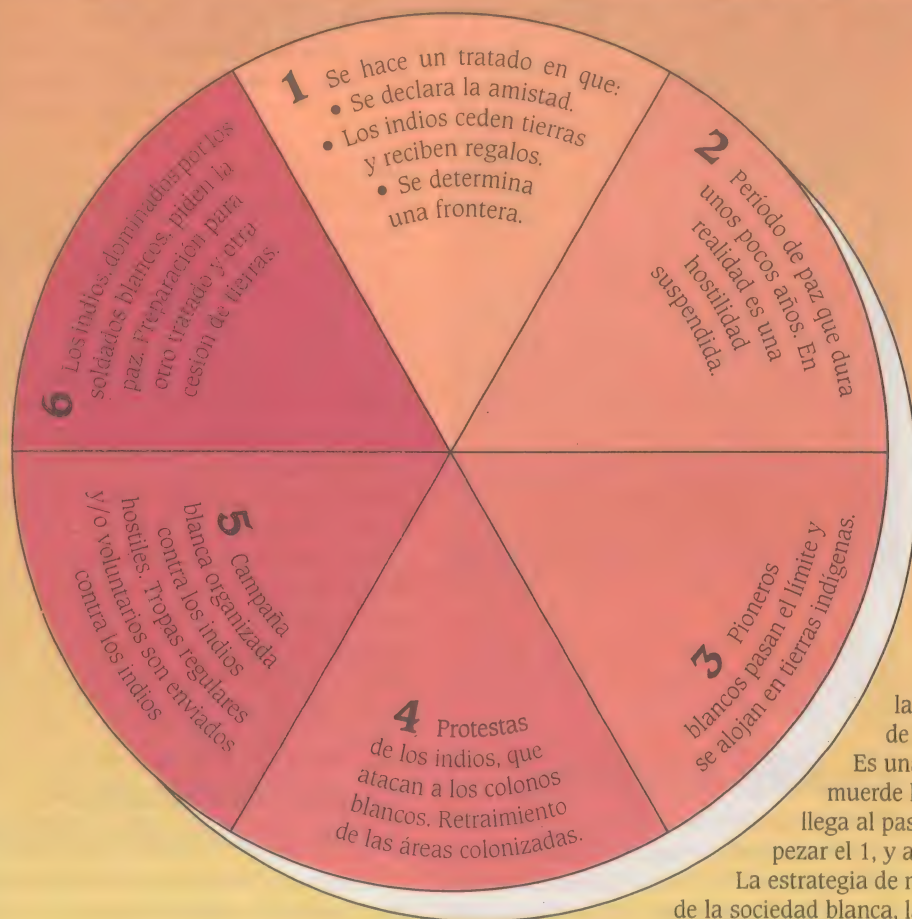 1 Se hace un tratado en que:
• Se declara la amistad.
• Los indios ceden tierras
y reciben regalos.
• Se determina
una frontera.
2 Período de paz que dura
unos pocos años. En
realidad es una
hostilidad
suspendida.
3 Pioneros
blancos pasan el límite y
se alojan en tierras indígenas.
4 Protestas
de los indios, que
atacan a los colonos
blancos. Retraimiento
de las áreas colonizadas.
5 Campaña
blanca organizada
contra los indios
hostiles. Tropas regulares
y/o voluntarios son enviados
contra los indios
6 Los indios, dominados por los
soldados blancos, piden la
paz. Preparación para
otro tratado y otra
cesión de tierras.
la
de
Es una
muerde
llega al
pezar el 1, y a
La estrategia de
de la sociedad blanca,